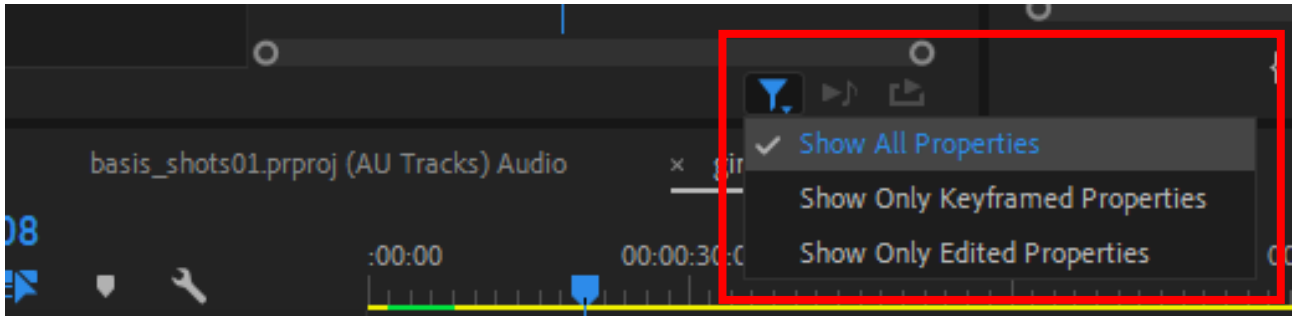 Show All Properties
basis_shots01.prproj (AU Tracks) Audio
Show Only Keyframed Properties
08
:00:00
00:00:30:0
Show Only Edited Properties